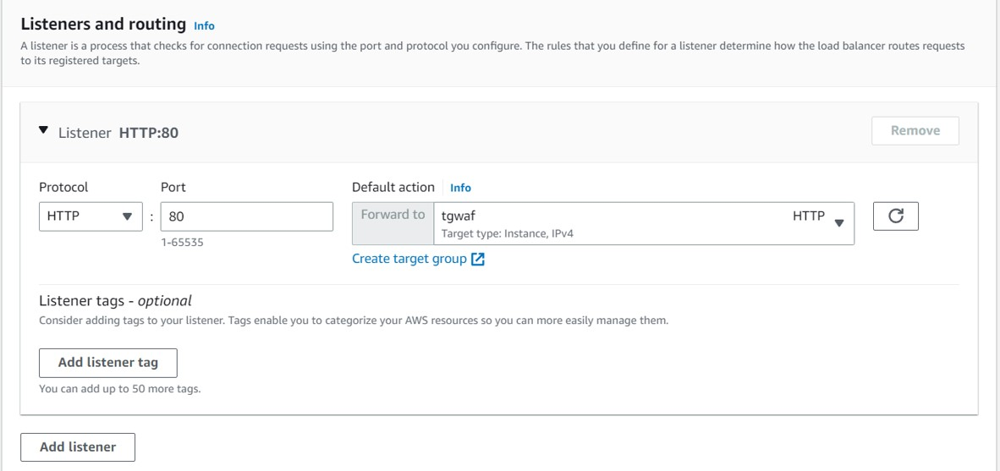 Listeners and routing Info
A listener is a process that checks for connection requests using the port and protocol you configure. The rules that you define for a listener determine how the load balancer routes requests
to its registered targets.
Listener HTTP:80
Remove
Protocol
Port
Default action Info
HTTP
:
80
Forward to
tgwaf
HTTP
Target type: Instance, IPv4
1-65535
Create target group
Listener tags - optional
Consider adding tags to your listener. Tags enable you to categorize your AWS resources so you can more easily manage them.
Add listener tag
You can add up to 50 more tags.
Add listener